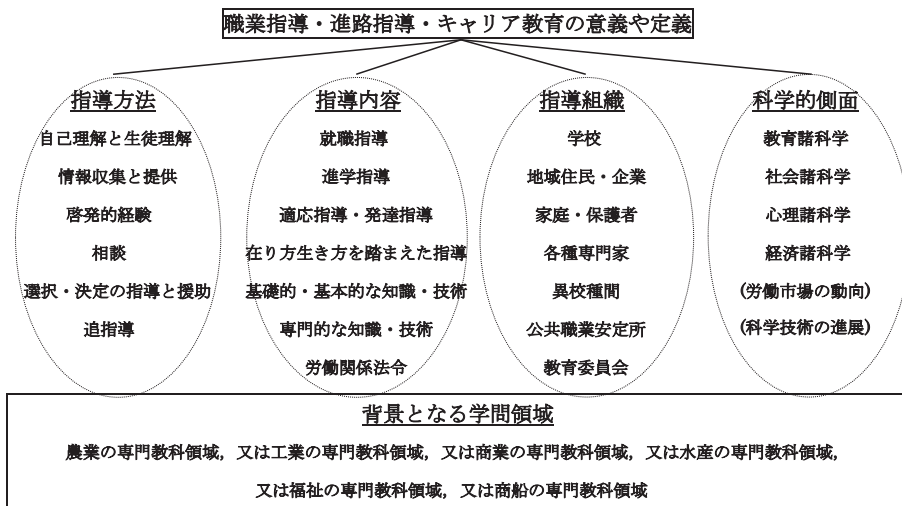 職業指導・進路指導・キャリア教育の意義や定義
指導方法
自己理解と生徒理解
情報収集と提供
啓発的経験
相談
選択・決定の指導と援助
追指導
指導内容
就職指導
進学指導
適応指導・発達指導
在り方生き方を踏まえた指導
基礎的・基本的な知識・技術
専門的な知識・技術
労働関係法令
指導組織
学校
地域住民・企業
家庭・保護者
各種専門家
異校種間
公共職業安定所
教育委員会
科学的側面
教育諸科学
社会諸科学
心理諸科学
経済諸科学
(労働市場の動向)
(科学技術の進展)
背景となる学問領域
農業の専門教科領域, 又は工業の専門教科領域, 又は商業の専門教科領域, 又は水産の専門教科領域,
又は福祉の専門教科領域, 又は商船の専門教科領域